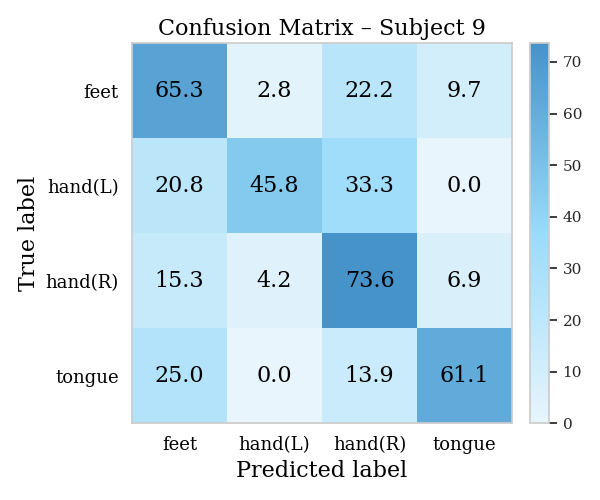 Confusion Matrix – Subject 9
feet 65.3 2.8 22.2 9.7
hand(L) 20.8 45.8 33.3 0.0
hand(R) 15.3 4.2 73.6 6.9
tongue 25.0 0.0 13.9 61.1
feet hand(L) hand(R) tongue
Predicted label
True label
70
60
50
40
30
20
10
0